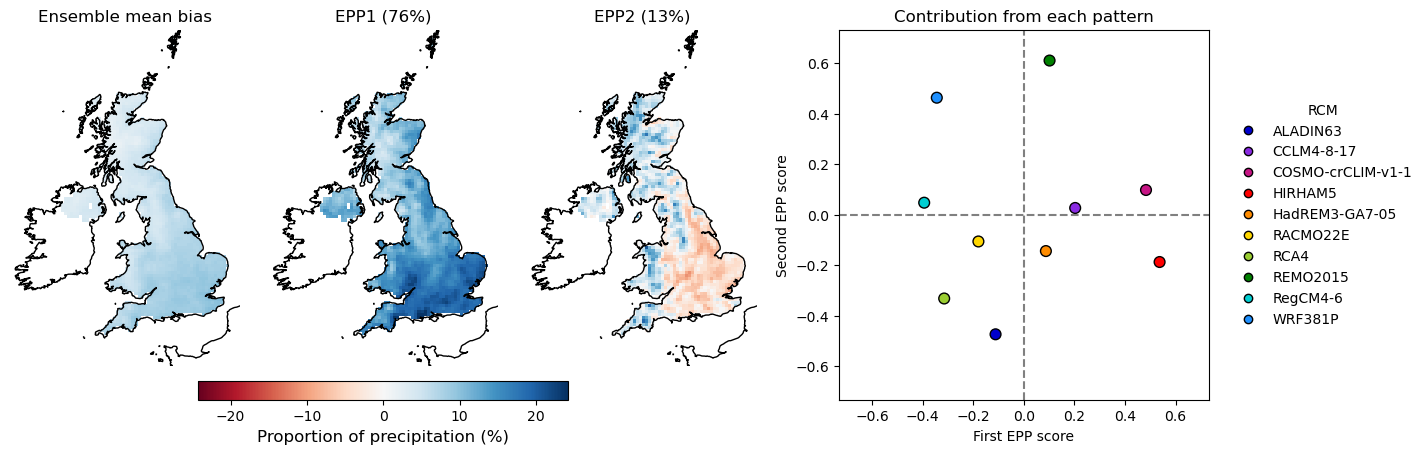 Ensemble mean bias
EPP1 (76%)
EPP2 (13%)
Contribution from each pattern
−20
−10
0
10
20
Proportion of precipitation (%)
Second EPP score
0.6
0.4
0.2
0.0
−0.2
−0.4
−0.6
−0.6
−0.4
−0.2
0.0
0.2
0.4
0.6
First EPP score
RCM
ALADIN63
CCLM4-8-17
COSMO-crCLIM-v1-1
HIRHAM5
HadREM3-GA7-05
RACMO22E
RCA4
REMO2015
RegCM4-6
WRF381P